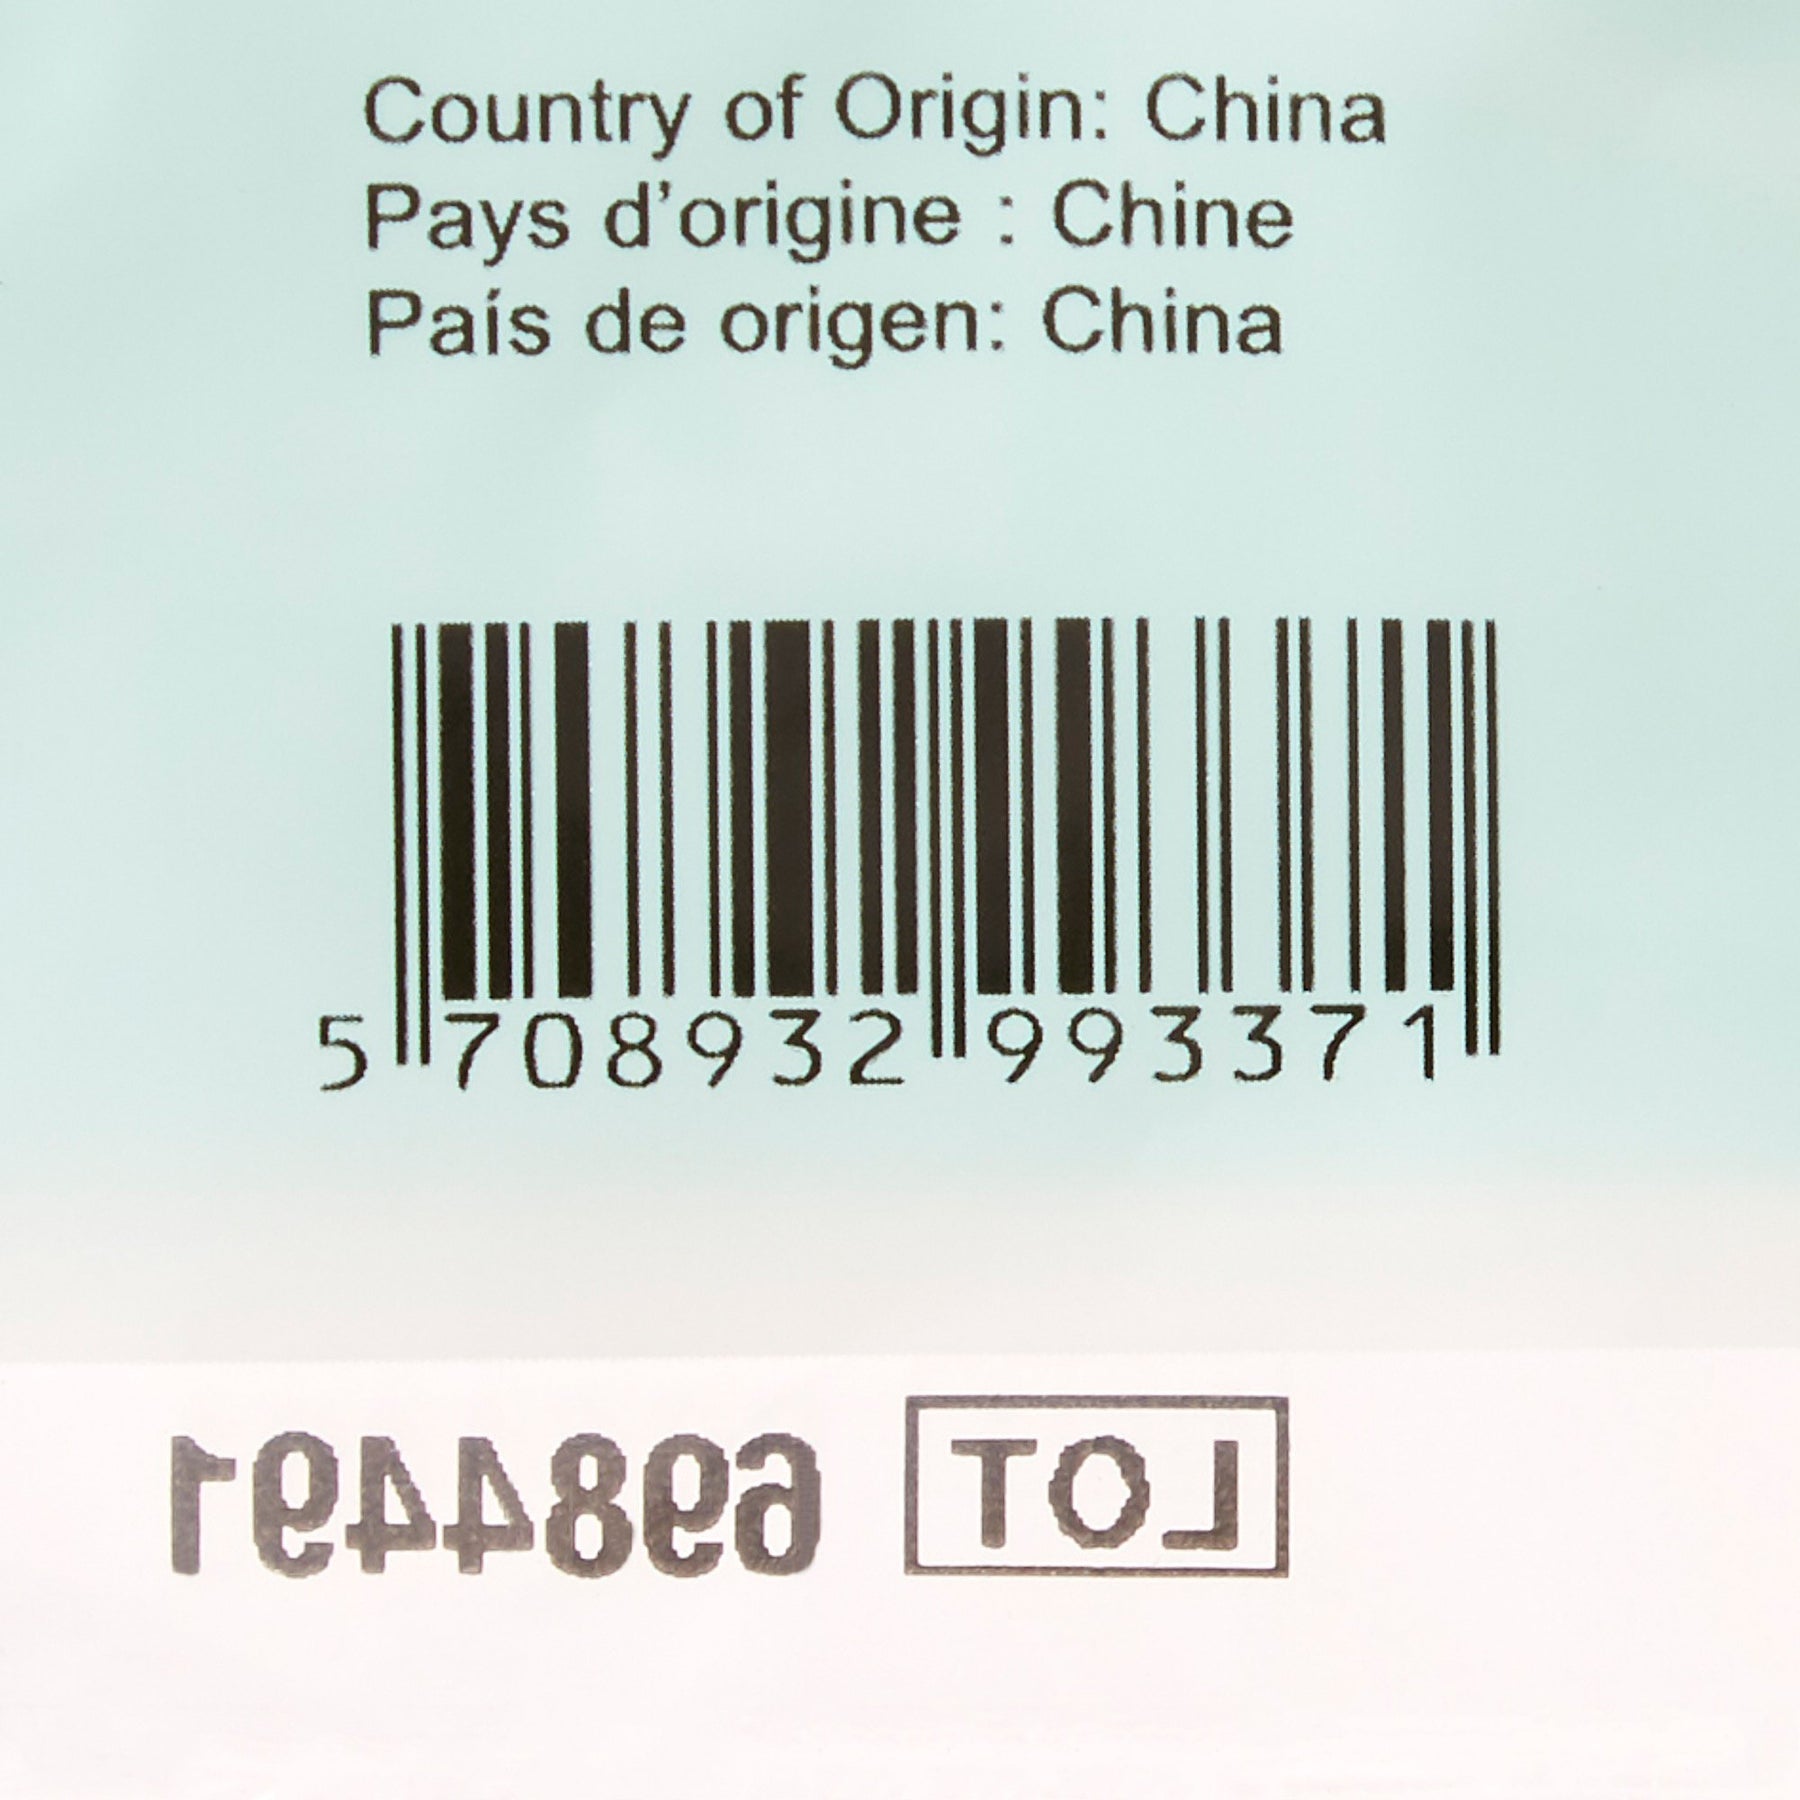 Country of Origin: China
Pays d'origine : Chine
País de origen: China
5 708932 993371
LOT 6984491